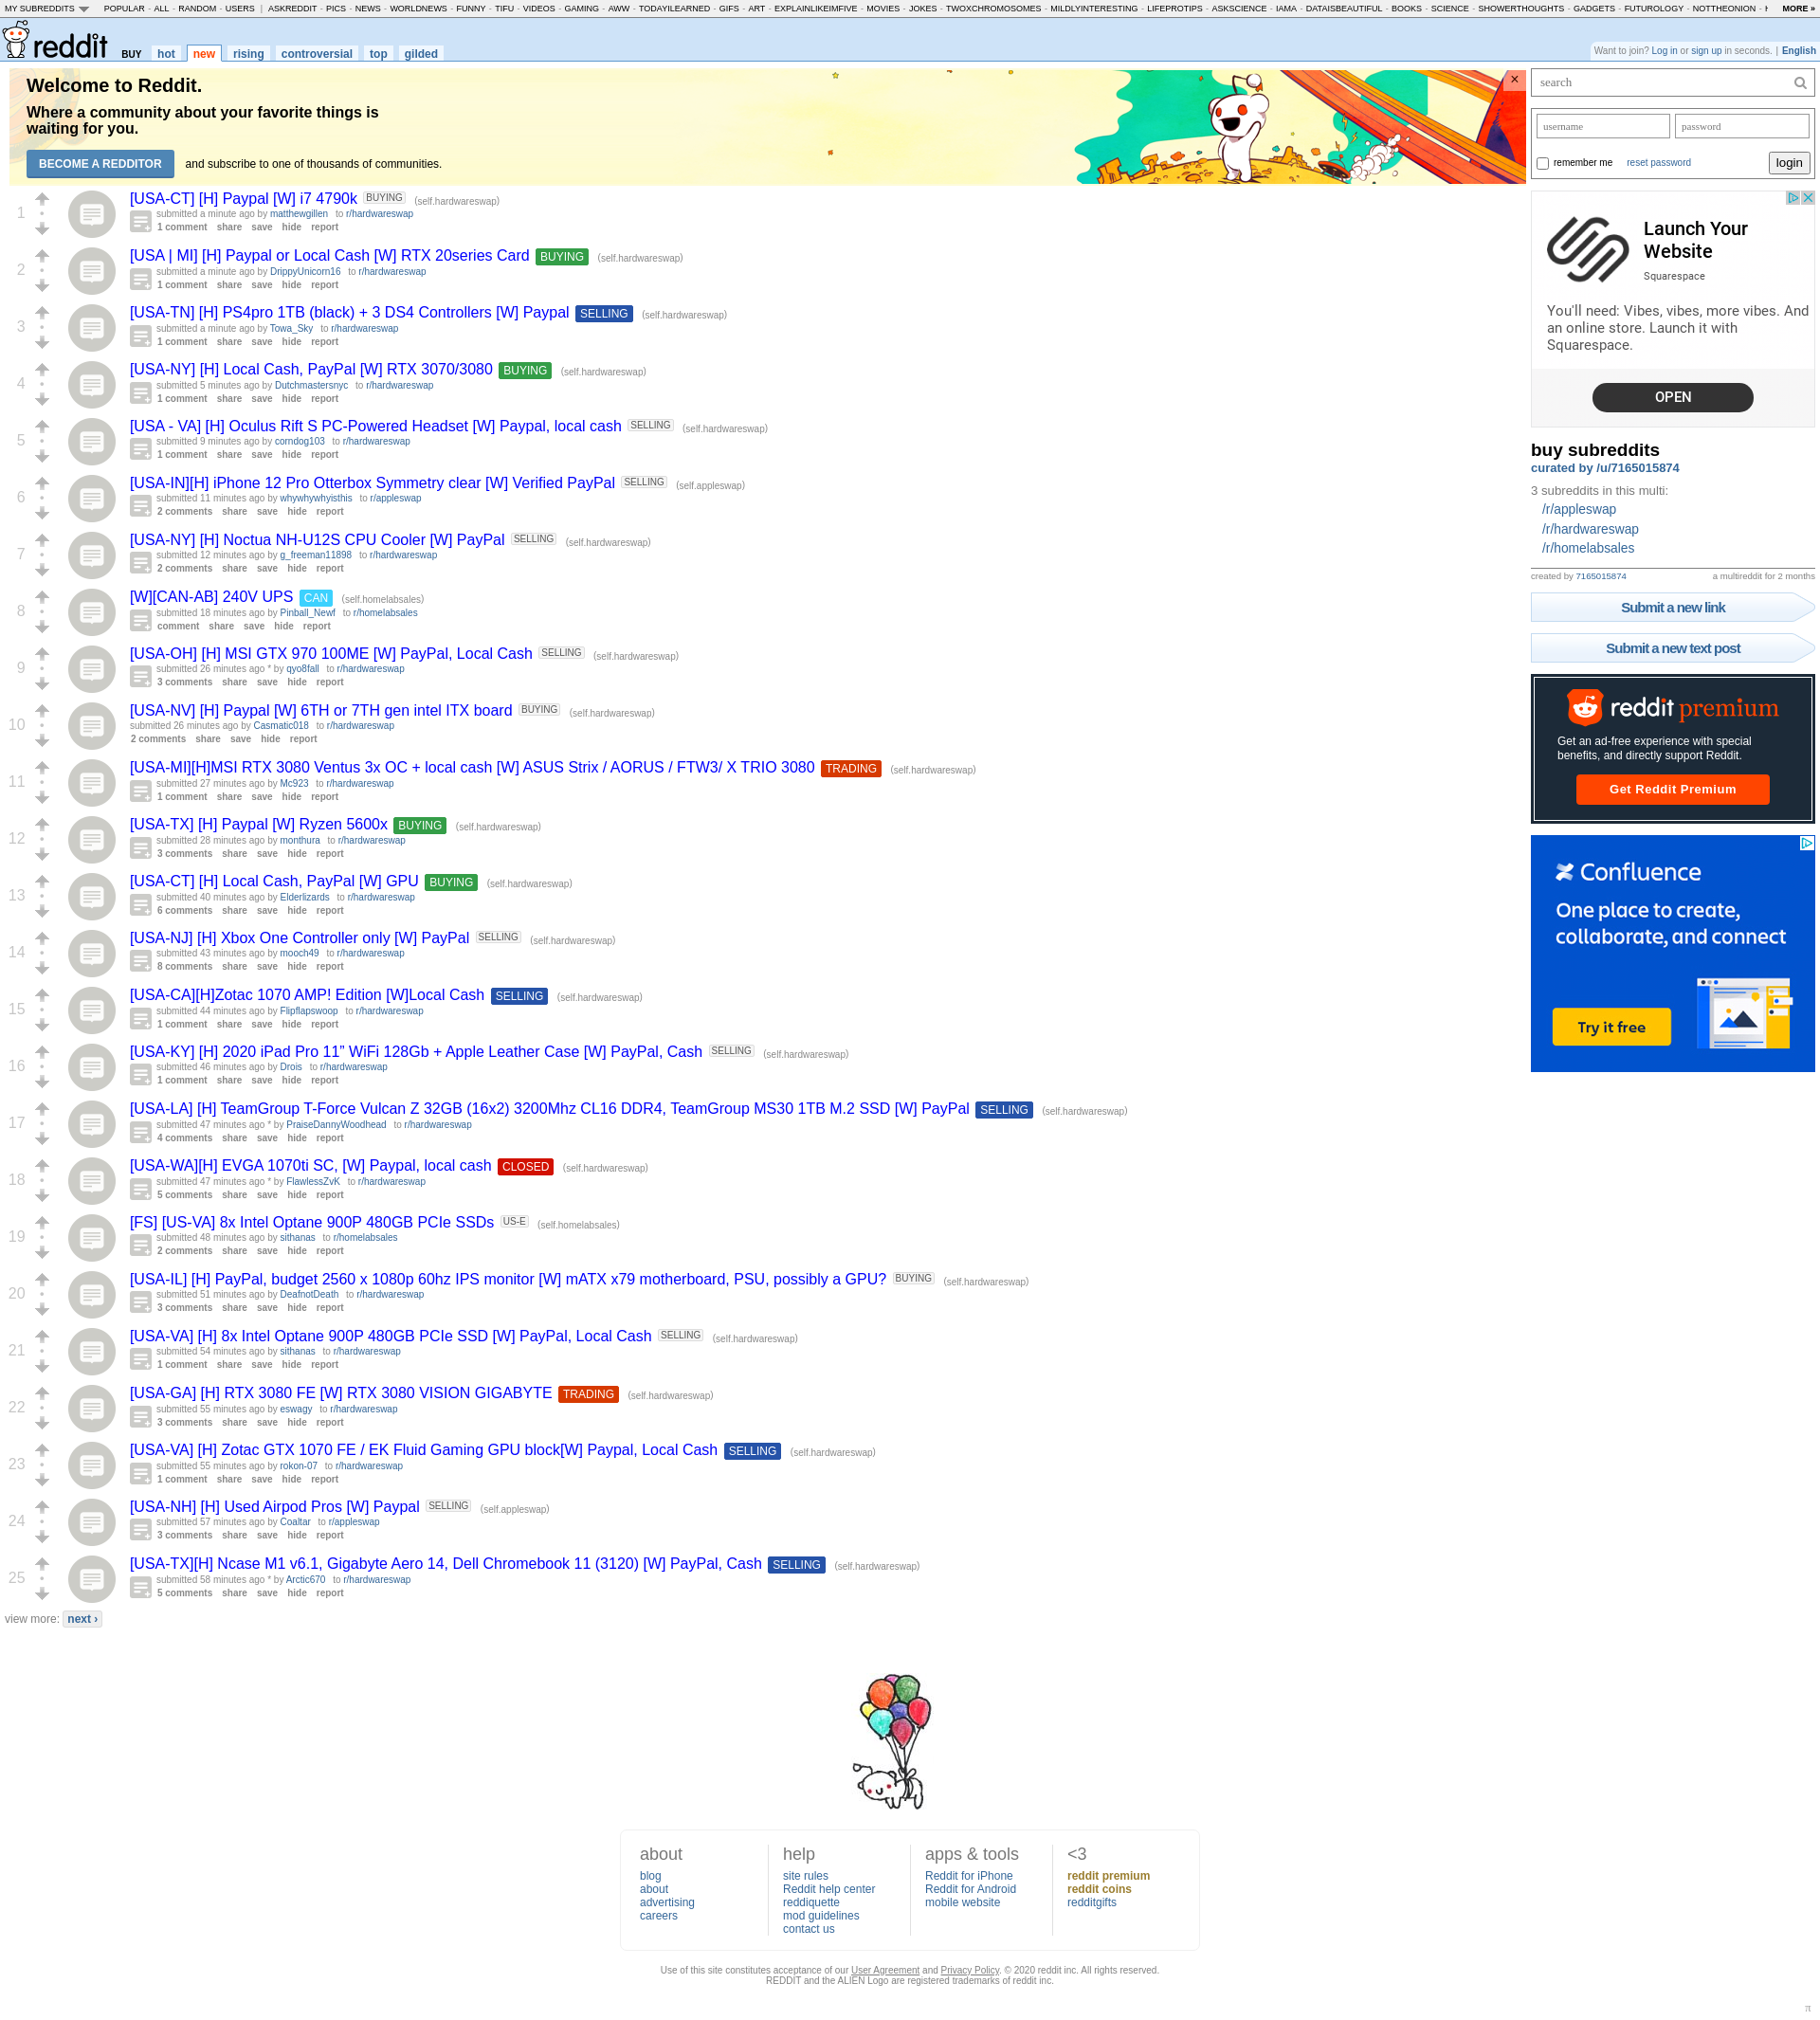 MY SUBREDDITS POPULAR - ALL - RANDOM - USERS | ASKREDDIT - PICS - NEWS - WORLDNEWS - FUNNY - TIFU - VIDEOS - GAMING - AWW - TODAYILEARNED - GIFS - ART - EXPLAINLIKEIMFIVE - MOVIES - JOKES - TWOXCHROMOSOMES - MILDLYINTERESTING - LIFEPROTIPS - ASKSCIENCE - IAMA - DATAISBEAUTIFUL - BOOKS - SCIENCE - SHOWERTHOUGHTS - GADGETS - FUTUROLOGY - NOTTHEONION - MORE »
reddit BUY hot new rising controversial top gilded
Want to join? Log in or sign up in seconds. | English
Welcome to Reddit.
Where a community about your favorite things is
waiting for you.
BECOME A REDDITOR and subscribe to one of thousands of communities.
×
1
[USA-CT] [H] Paypal [W] i7 4790k BUYING (self.hardwareswap)
submitted a minute ago by matthewgillen to r/hardwareswap
1 comment share save hide report
2
[USA | MI] [H] Paypal or Local Cash [W] RTX 20series Card BUYING (self.hardwareswap)
submitted a minute ago by DrippyUnicorn16 to r/hardwareswap
1 comment share save hide report
3
[USA-TN] [H] PS4pro 1TB (black) + 3 DS4 Controllers [W] Paypal SELLING (self.hardwareswap)
submitted a minute ago by Towa_Sky to r/hardwareswap
1 comment share save hide report
4
[USA-NY] [H] Local Cash, PayPal [W] RTX 3070/3080 BUYING (self.hardwareswap)
submitted 5 minutes ago by Dutchmastersnyc to r/hardwareswap
1 comment share save hide report
5
[USA - VA] [H] Oculus Rift S PC-Powered Headset [W] Paypal, local cash SELLING (self.hardwareswap)
submitted 9 minutes ago by corndog103 to r/hardwareswap
1 comment share save hide report
6
[USA-IN][H] iPhone 12 Pro Otterbox Symmetry clear [W] Verified PayPal SELLING (self.appleswap)
submitted 11 minutes ago by whywhywhyisthis to r/appleswap
2 comments share save hide report
7
[USA-NY] [H] Noctua NH-U12S CPU Cooler [W] PayPal SELLING (self.hardwareswap)
submitted 12 minutes ago by g_freeman11898 to r/hardwareswap
2 comments share save hide report
8
[W][CAN-AB] 240V UPS CAN (self.homelabsales)
submitted 18 minutes ago by Pinball_Newf to r/homelabsales
comment share save hide report
9
[USA-OH] [H] MSI GTX 970 100ME [W] PayPal, Local Cash SELLING (self.hardwareswap)
submitted 26 minutes ago * by qyo8fall to r/hardwareswap
3 comments share save hide report
10
[USA-NV] [H] Paypal [W] 6TH or 7TH gen intel ITX board BUYING (self.hardwareswap)
submitted 26 minutes ago by Casmatic018 to r/hardwareswap
2 comments share save hide report
11
[USA-MI][H]MSI RTX 3080 Ventus 3x OC + local cash [W] ASUS Strix / AORUS / FTW3/ X TRIO 3080 TRADING (self.hardwareswap)
submitted 27 minutes ago by Mc923 to r/hardwareswap
1 comment share save hide report
12
[USA-TX] [H] Paypal [W] Ryzen 5600x BUYING (self.hardwareswap)
submitted 28 minutes ago by monthura to r/hardwareswap
3 comments share save hide report
13
[USA-CT] [H] Local Cash, PayPal [W] GPU BUYING (self.hardwareswap)
submitted 40 minutes ago by Elderlizards to r/hardwareswap
6 comments share save hide report
14
[USA-NJ] [H] Xbox One Controller only [W] PayPal SELLING (self.hardwareswap)
submitted 43 minutes ago by mooch49 to r/hardwareswap
8 comments share save hide report
15
[USA-CA][H]Zotac 1070 AMP! Edition [W]Local Cash SELLING (self.hardwareswap)
submitted 44 minutes ago by Flipflapswoop to r/hardwareswap
1 comment share save hide report
16
[USA-KY] [H] 2020 iPad Pro 11” WiFi 128Gb + Apple Leather Case [W] PayPal, Cash SELLING (self.hardwareswap)
submitted 46 minutes ago by Drois to r/hardwareswap
1 comment share save hide report
17
[USA-LA] [H] TeamGroup T-Force Vulcan Z 32GB (16x2) 3200Mhz CL16 DDR4, TeamGroup MS30 1TB M.2 SSD [W] PayPal SELLING (self.hardwareswap)
submitted 47 minutes ago * by PraiseDannyWoodhead to r/hardwareswap
4 comments share save hide report
18
[USA-WA][H] EVGA 1070ti SC, [W] Paypal, local cash CLOSED (self.hardwareswap)
submitted 47 minutes ago * by FlawlessZvK to r/hardwareswap
5 comments share save hide report
19
[FS] [US-VA] 8x Intel Optane 900P 480GB PCIe SSDs US-E (self.homelabsales)
submitted 48 minutes ago by sithanas to r/homelabsales
2 comments share save hide report
20
[USA-IL] [H] PayPal, budget 2560 x 1080p 60hz IPS monitor [W] mATX x79 motherboard, PSU, possibly a GPU? BUYING (self.hardwareswap)
submitted 51 minutes ago by DeafnotDeath to r/hardwareswap
3 comments share save hide report
21
[USA-VA] [H] 8x Intel Optane 900P 480GB PCIe SSD [W] PayPal, Local Cash SELLING (self.hardwareswap)
submitted 54 minutes ago by sithanas to r/hardwareswap
1 comment share save hide report
22
[USA-GA] [H] RTX 3080 FE [W] RTX 3080 VISION GIGABYTE TRADING (self.hardwareswap)
submitted 55 minutes ago by eswagy to r/hardwareswap
3 comments share save hide report
23
[USA-VA] [H] Zotac GTX 1070 FE / EK Fluid Gaming GPU block[W] Paypal, Local Cash SELLING (self.hardwareswap)
submitted 55 minutes ago by rokon-07 to r/hardwareswap
1 comment share save hide report
24
[USA-NH] [H] Used Airpod Pros [W] Paypal SELLING (self.appleswap)
submitted 57 minutes ago by Coaltar to r/appleswap
3 comments share save hide report
25
[USA-TX][H] Ncase M1 v6.1, Gigabyte Aero 14, Dell Chromebook 11 (3120) [W] PayPal, Cash SELLING (self.hardwareswap)
submitted 58 minutes ago * by Arctic670 to r/hardwareswap
5 comments share save hide report
view more: next ›
search
username password
remember me reset password login
Launch Your
Website
Squarespace
You'll need: Vibes, vibes, more vibes. And
an online store. Launch it with
Squarespace.
OPEN
buy subreddits
curated by /u/7165015874
3 subreddits in this multi:
/r/appleswap
/r/hardwareswap
/r/homelabsales
created by 7165015874 a multireddit for 2 months
Submit a new link
Submit a new text post
reddit premium
Get an ad-free experience with special
benefits, and directly support Reddit.
Get Reddit Premium
Confluence
One place to create,
collaborate, and connect
Try it free
about
blog
about
advertising
careers
help
site rules
Reddit help center
reddiquette
mod guidelines
contact us
apps & tools
Reddit for iPhone
Reddit for Android
mobile website
<3
reddit premium
reddit coins
redditgifts
Use of this site constitutes acceptance of our User Agreement and Privacy Policy. © 2020 reddit inc. All rights reserved.
REDDIT and the ALIEN Logo are registered trademarks of reddit inc.
π